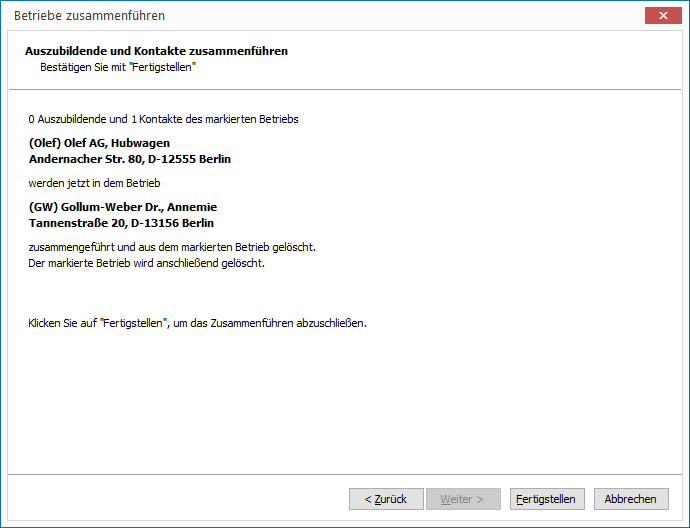 Betriebe zusammenführen
Auszubildende und Kontakte zusammenführen
Bestätigen Sie mit "Fertigstellen"
0 Auszubildende und 1 Kontakte des markierten Betriebs
(Olef) Olef AG, Hubwagen
Andernacher Str. 80, D-12555 Berlin
werden jetzt in dem Betrieb
(GW) Gollum-Weber Dr., Annemie
Tannenstraße 20, D-13156 Berlin
zusammengeführt und aus dem markierten Betrieb gelöscht.
Der markierte Betrieb wird anschließend gelöscht.
Klicken Sie auf "Fertigstellen", um das Zusammenführen abzuschließen.
< Zurück Weiter > Fertigstellen Abbrechen